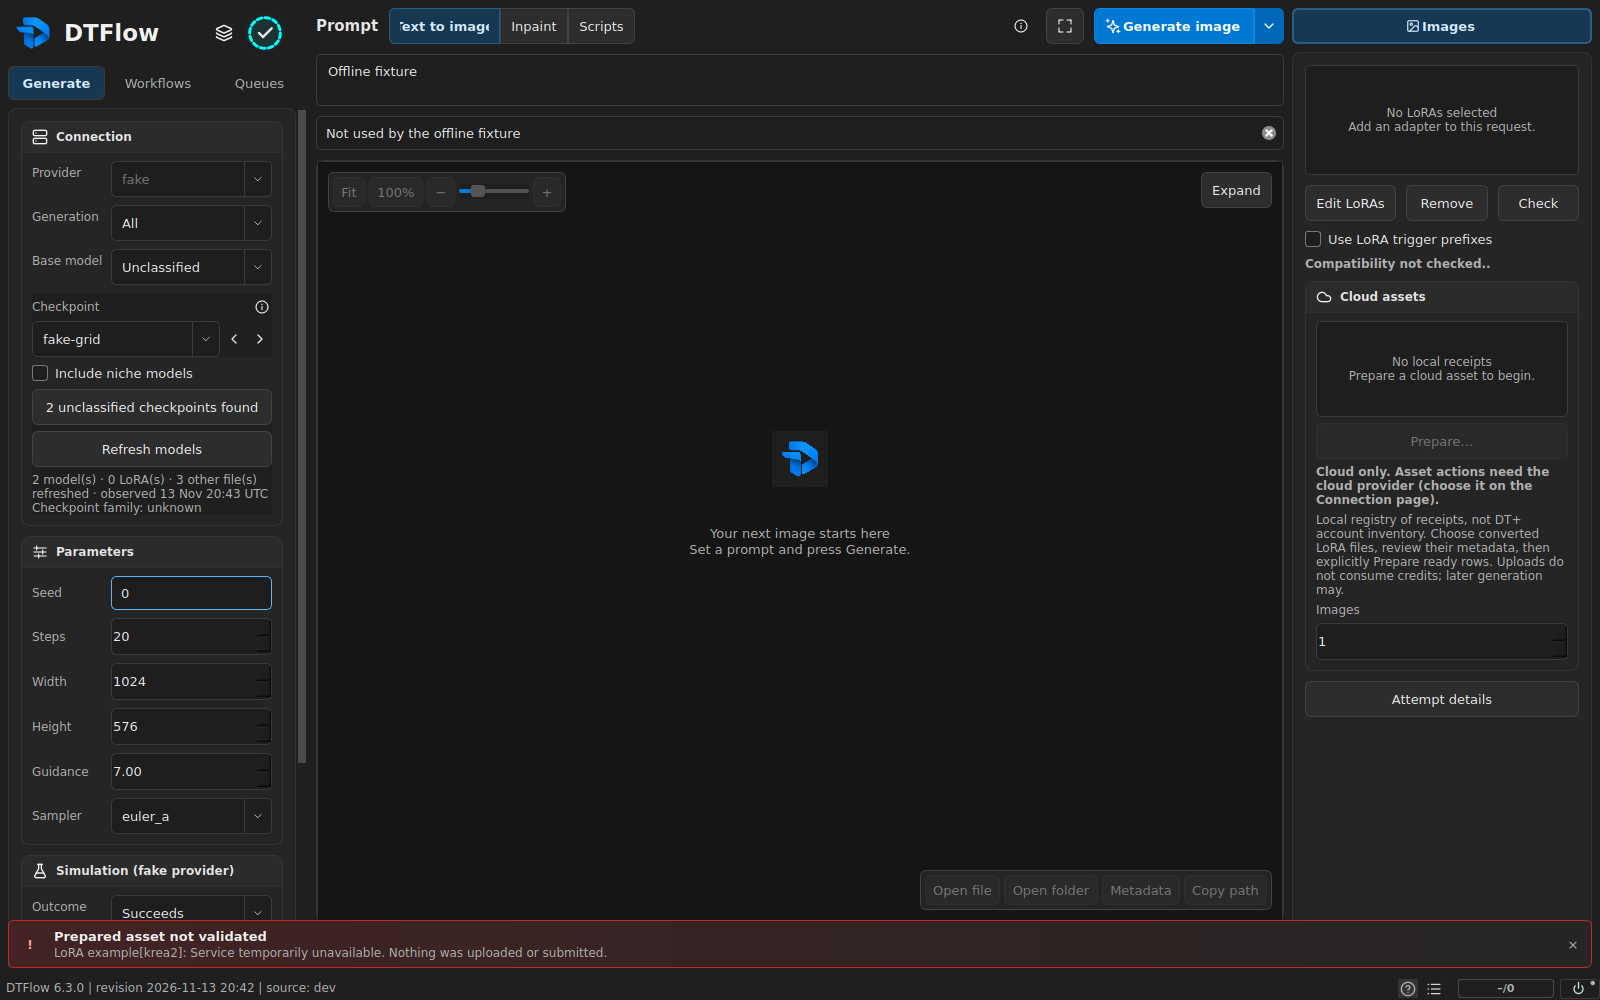 DTFlow
Generate
Workflows
Queues
Connection
Provider
fake
Generation
All
Base model
Unclassified
Checkpoint
fake-grid
Include niche models
2 unclassified checkpoints found
Refresh models
2 model(s) · 0 LoRA(s) · 3 other file(s)
refreshed · observed 13 Nov 20:43 UTC
Checkpoint family: unknown
Parameters
Seed
0
Steps
20
Width
1024
Height
576
Guidance
7.00
Sampler
euler_a
Simulation (fake provider)
Outcome
Succeeds
Prompt
Text to image
Inpaint
Scripts
Generate image
Offline fixture
Not used by the offline fixture
Fit
100%
−
+
Expand
Your next image starts here
Set a prompt and press Generate.
Open file
Open folder
Metadata
Copy path
Images
No LoRAs selected
Add an adapter to this request.
Edit LoRAs
Remove
Check
Use LoRA trigger prefixes
Compatibility not checked..
Cloud assets
No local receipts
Prepare a cloud asset to begin.
Prepare...
Cloud only. Asset actions need the
cloud provider (choose it on the
Connection page).
Local registry of receipts, not DT+
account inventory. Choose converted
LoRA files, review their metadata, then
explicitly Prepare ready rows. Uploads do
not consume credits; later generation
may.
Images
1
Attempt details
!
Prepared asset not validated
LoRA example[krea2]: Service temporarily unavailable. Nothing was uploaded or submitted.
×
DTFlow 6.3.0 | revision 2026-11-13 20:42 | source: dev
–/0